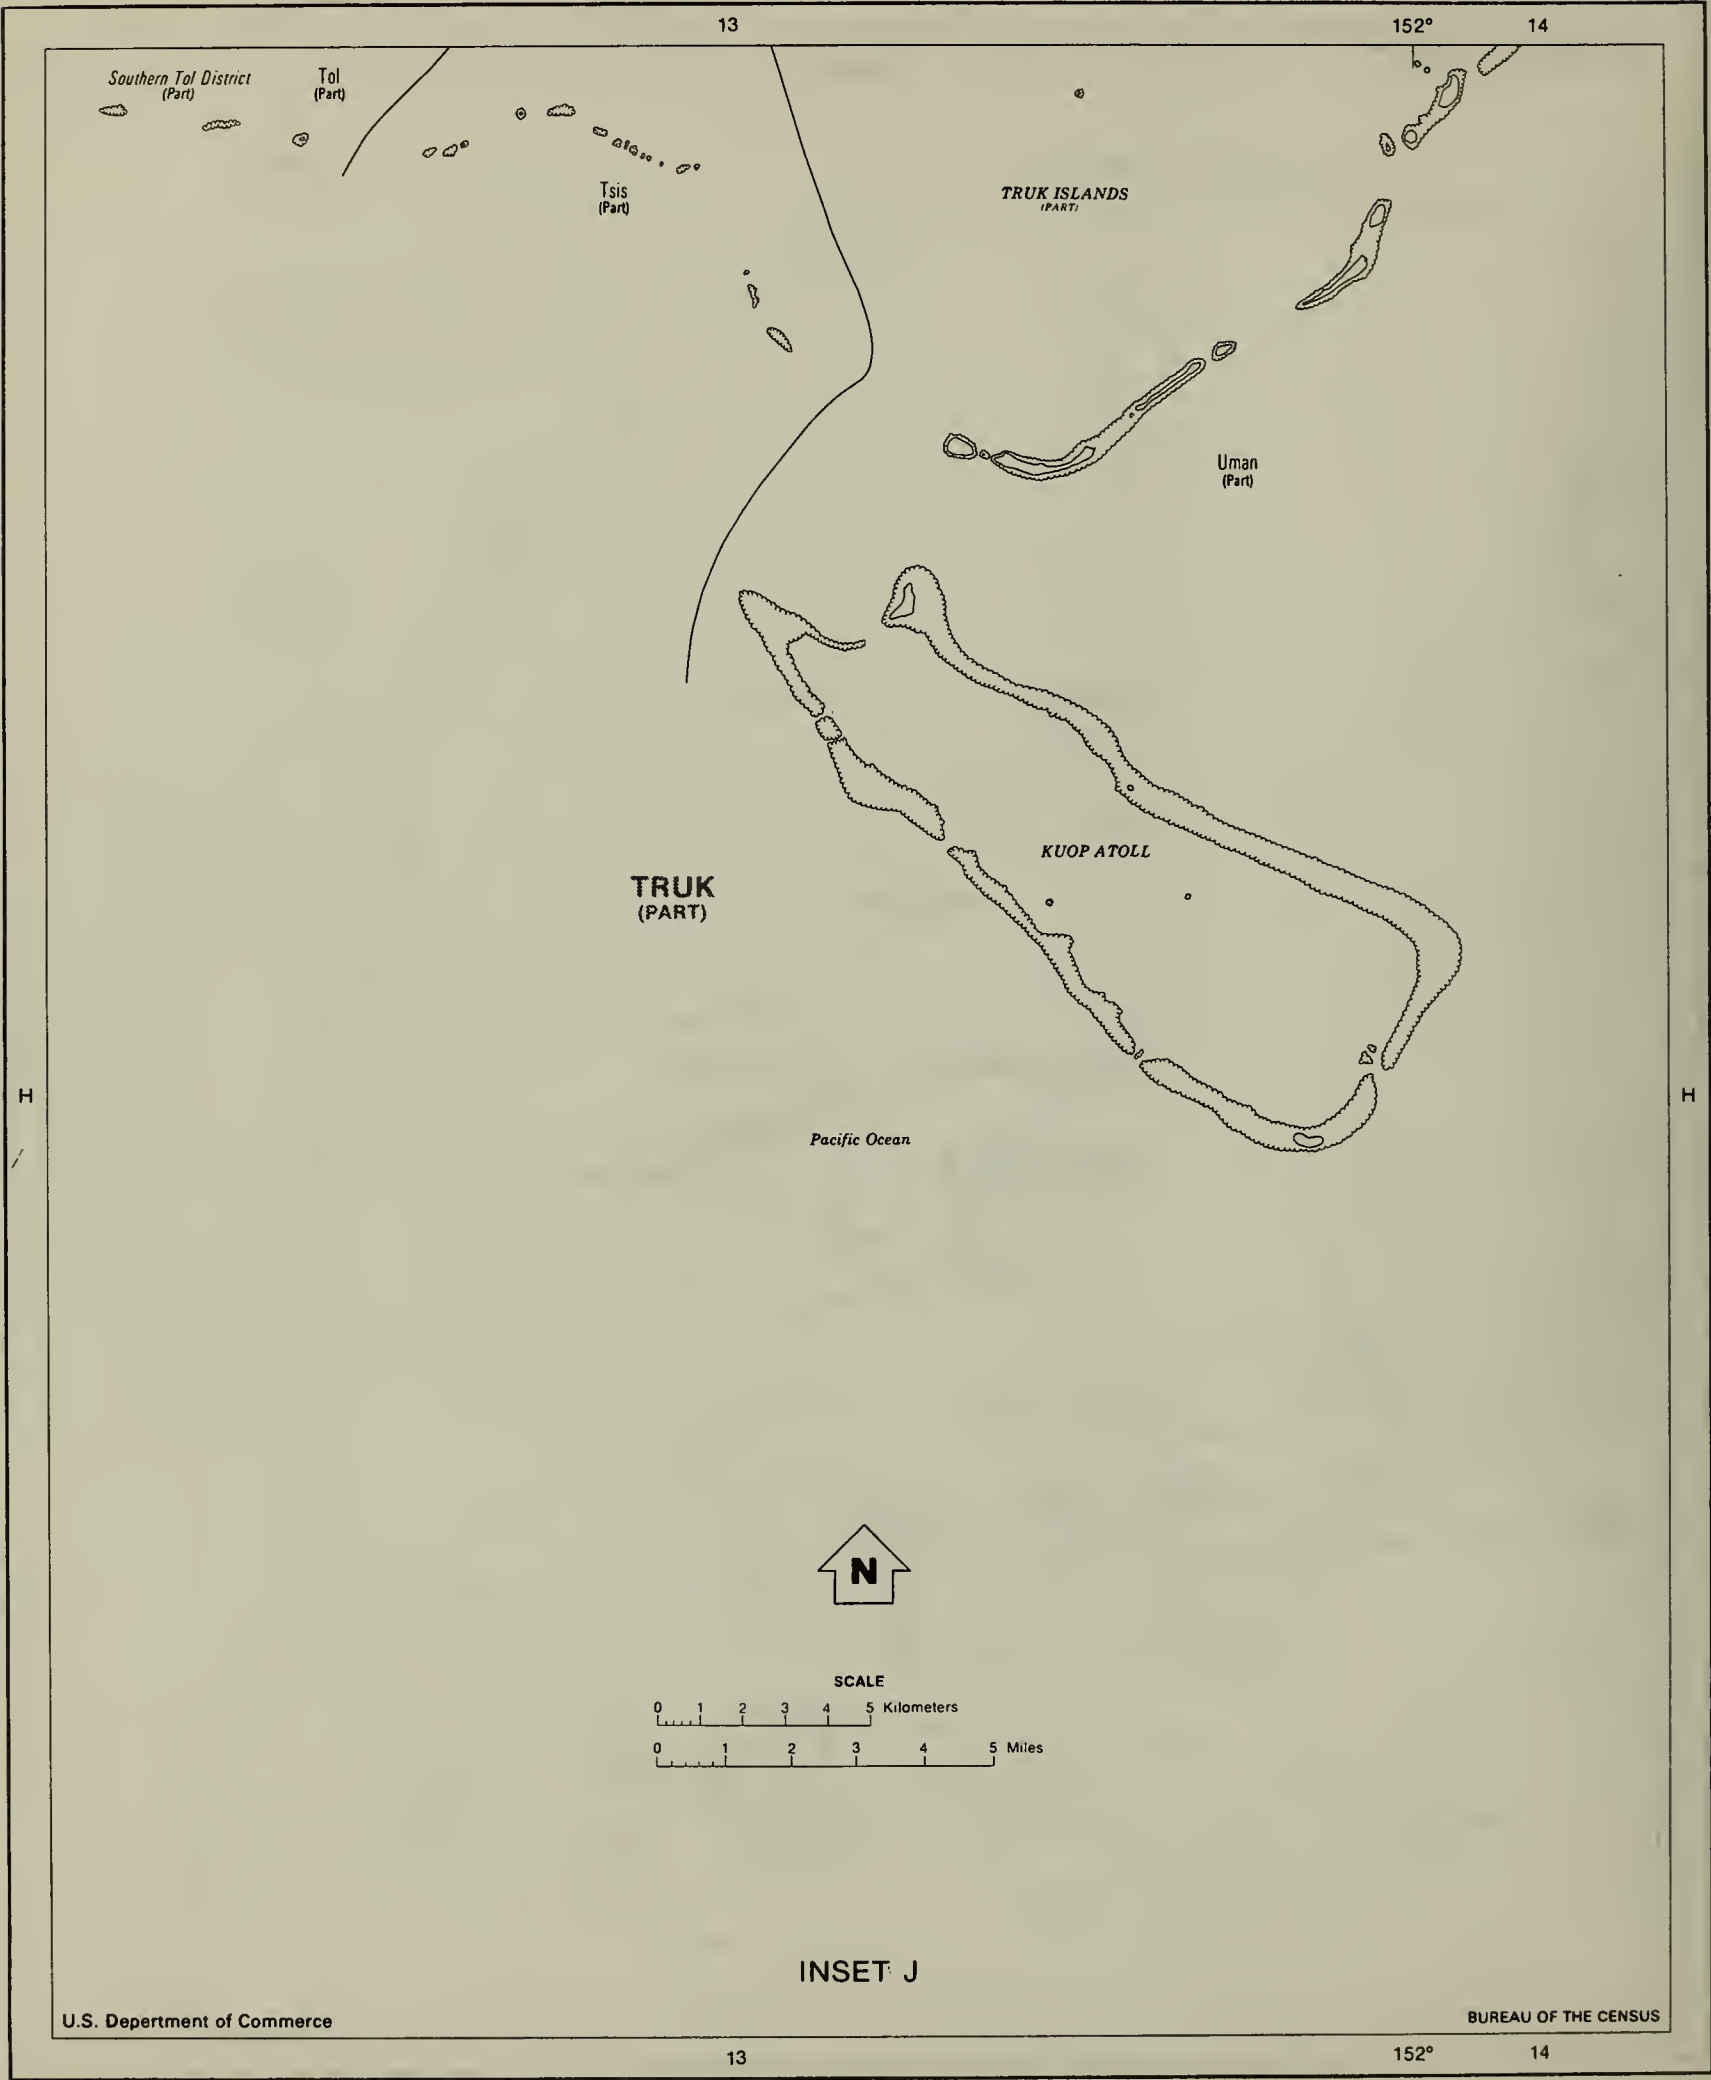 13 152° 14
Southern Tol District
(Part)
Tol
(Part)
Tsis
(Part)
TRUK ISLANDS
(PART)
Uman
(Part)
KUOP ATOLL
TRUK
(PART)
H H
Pacific Ocean
N
SCALE
0 1 2 3 4 5 Kilometers
0 1 2 3 4 5 Miles
INSET J
U.S. Depertment of Commerce
BUREAU OF THE CENSUS
13 152° 14